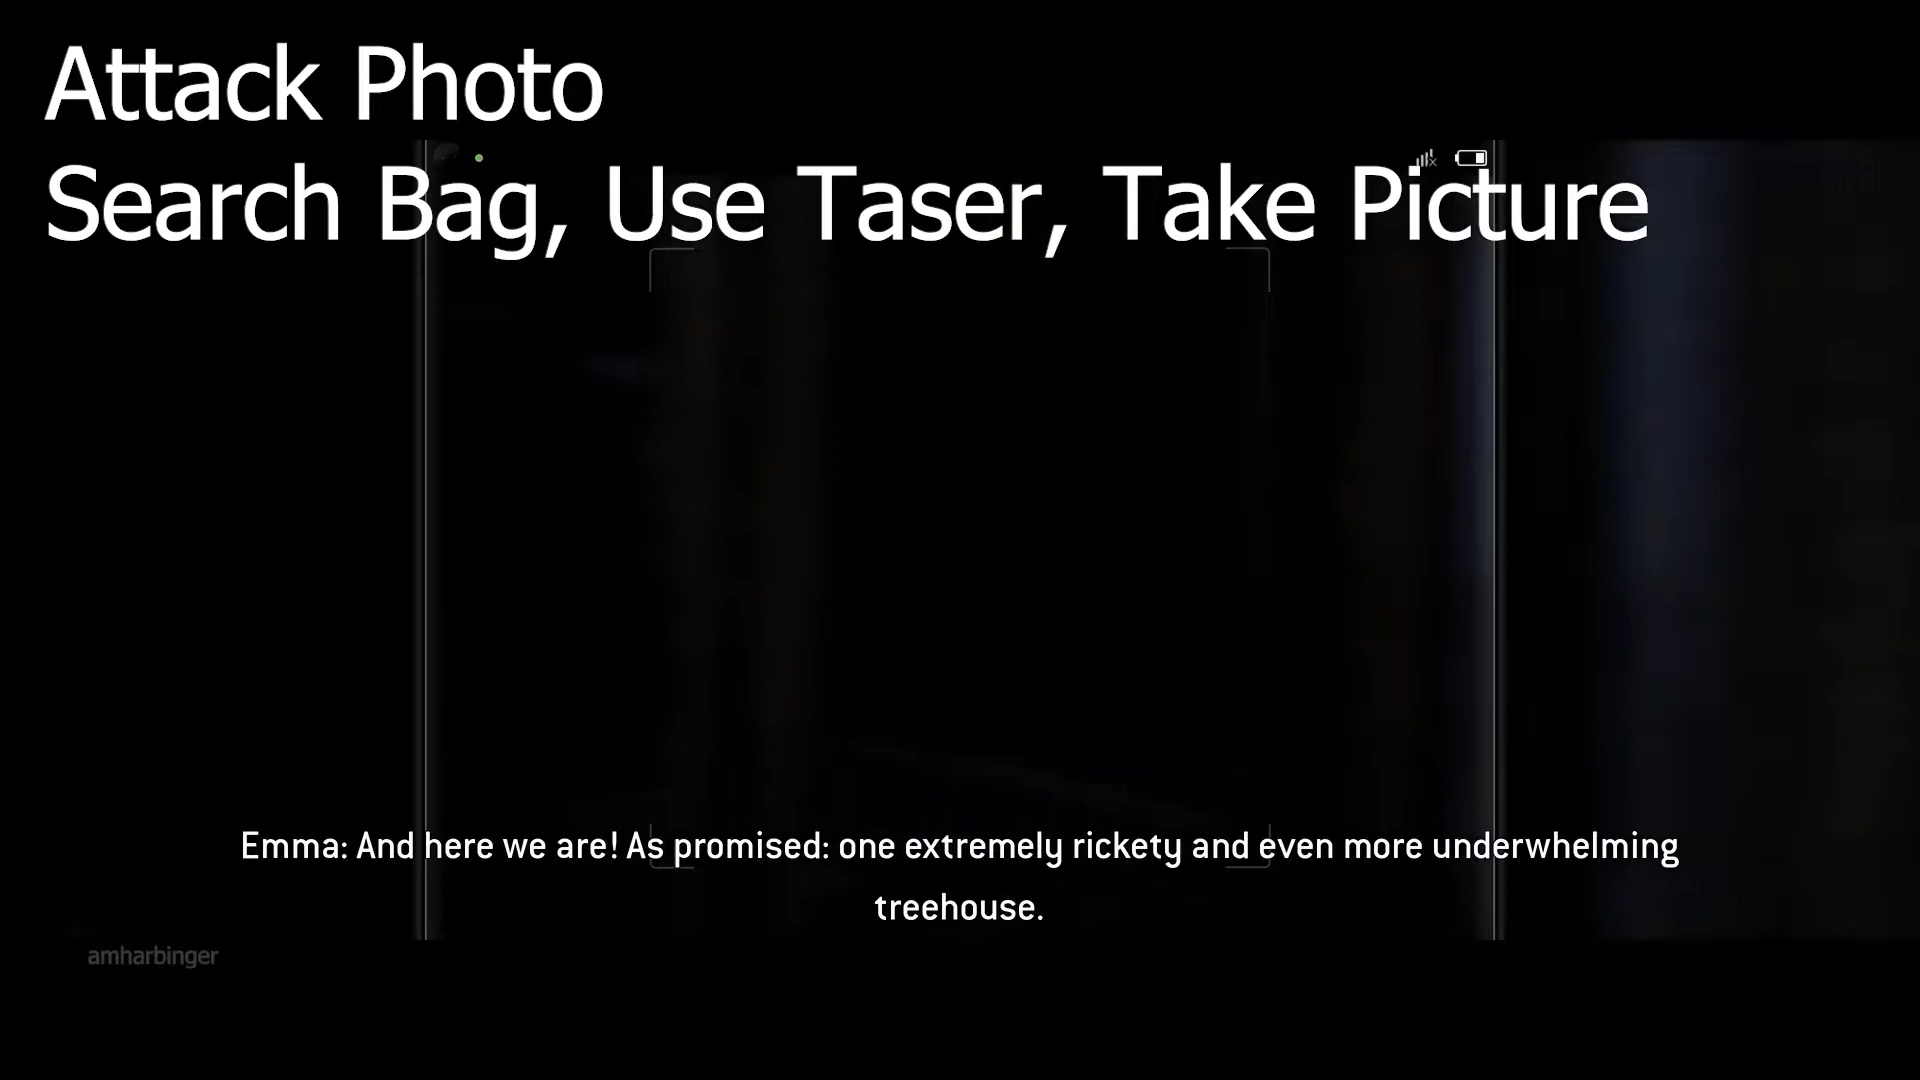 Attack Photo
Search Bag, Use Taser, Take Picture
Emma: And here we are! As promised: one extremely rickety and even more underwhelming
treehouse.
amharbinger